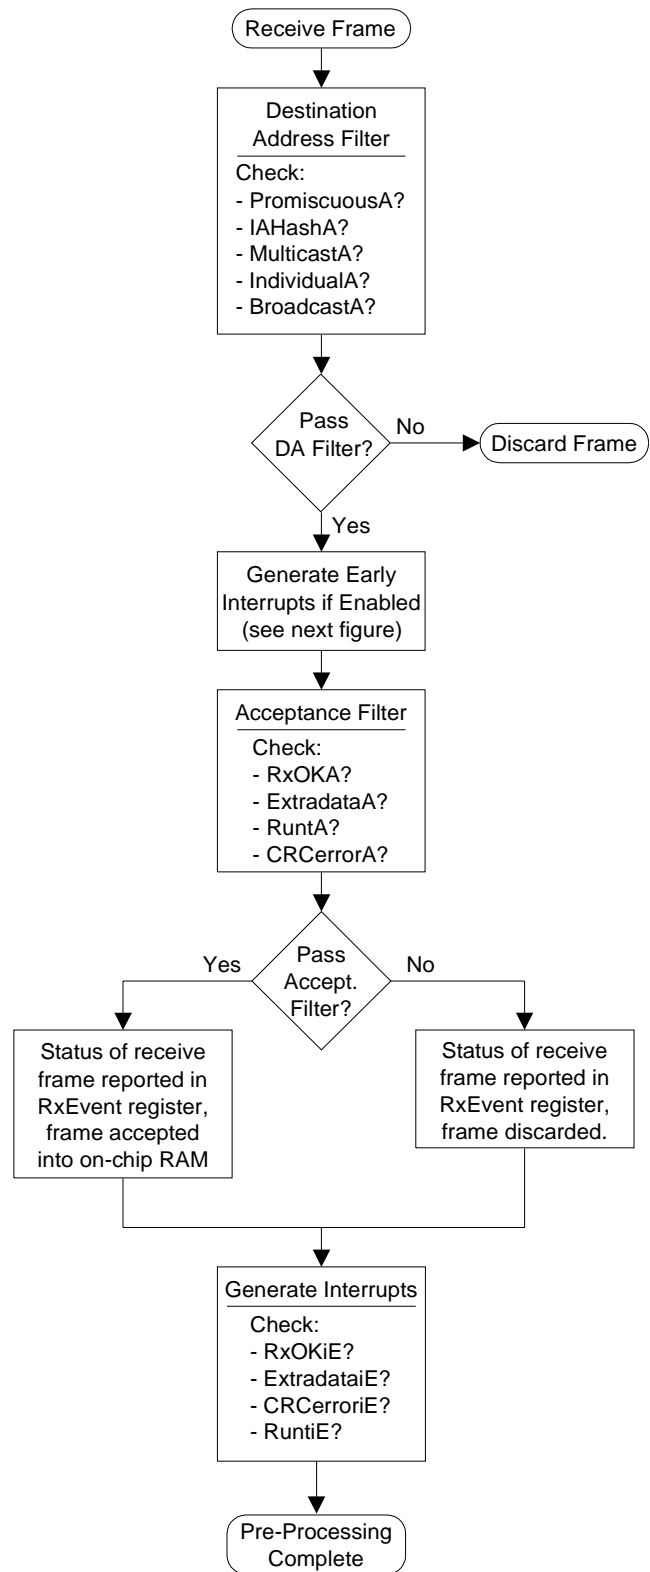 Receive Frame
Destination
Address Filter
Check:
- PromiscuousA?
- IAHashA?
- MulticastA?
- IndividualA?
- BroadcastA?
Pass
DA Filter?
No
Discard Frame
Yes
Generate Early
Interrupts if Enabled
(see next figure)
Acceptance Filter
Check:
- RxOKA?
- ExtradataA?
- RuntA?
- CRCerrorA?
Yes
Pass
Accept.
Filter?
No
Status of receive
frame reported in
RxEvent register,
frame accepted
into on-chip RAM
Status of receive
frame reported in
RxEvent register,
frame discarded.
Generate Interrupts
Check:
- RxOKiE?
- ExtradataiE?
- CRCerroriE?
- RuntiE?
Pre-Processing
Complete